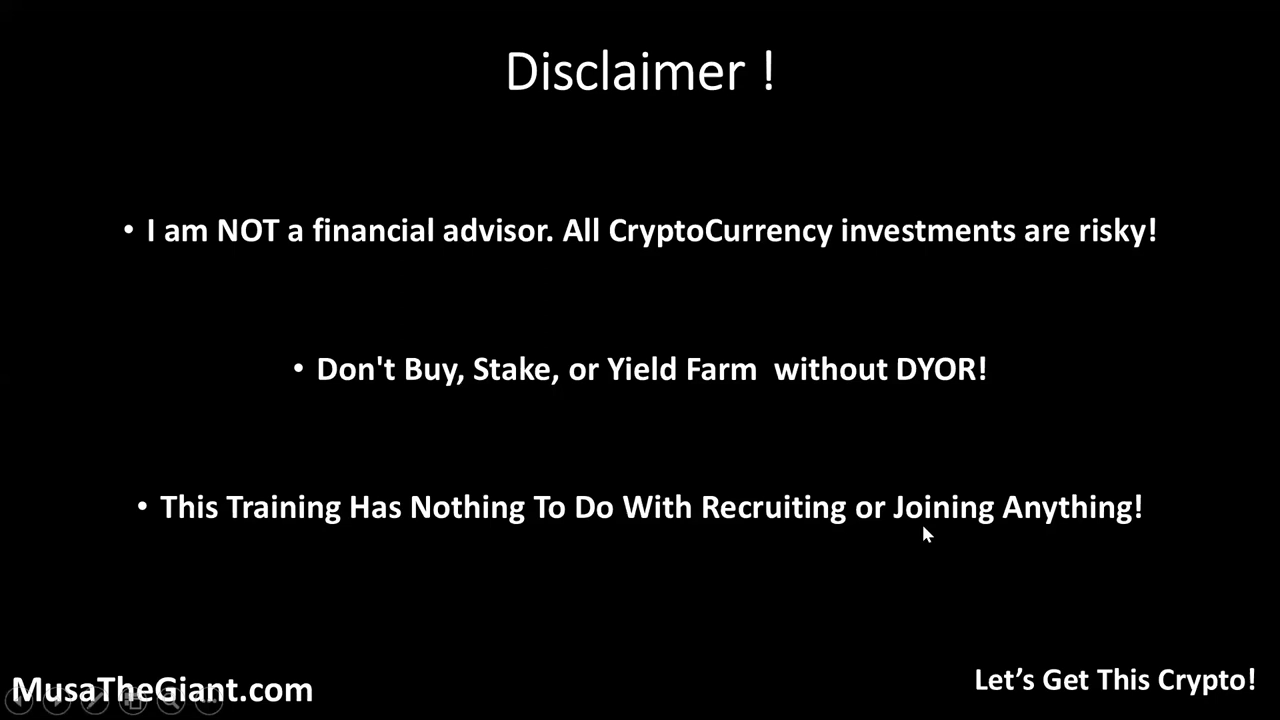 Disclaimer !
• I am NOT a financial advisor. All CryptoCurrency investments are risky!
• Don't Buy, Stake, or Yield Farm  without DYOR!
• This Training Has Nothing To Do With Recruiting or Joining Anything!
MusaTheGiant.com
Let’s Get This Crypto!